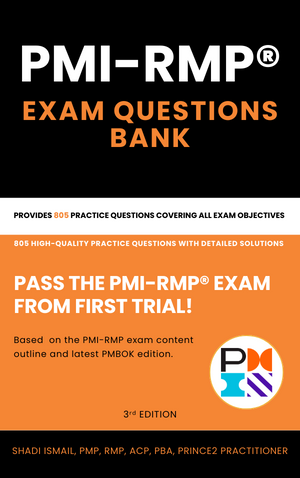 PMI-RMP®
EXAM QUESTIONS
BANK
PROVIDES 805 PRACTICE QUESTIONS COVERING ALL EXAM OBJECTIVES
805 HIGH-QUALITY PRACTICE QUESTIONS WITH DETAILED SOLUTIONS
PASS THE PMI-RMP® EXAM
FROM FIRST TRIAL!
Based on the PMI-RMP exam content
outline and latest PMBOK edition.
3rd EDITION
SHADI ISMAIL, PMP, RMP, ACP, PBA, PRINCE2 PRACTITIONER